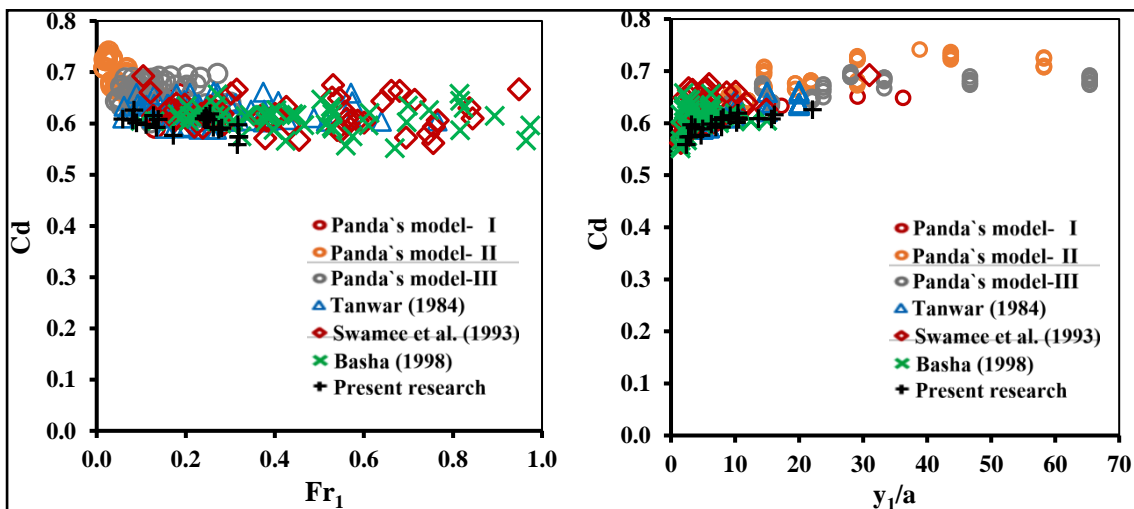 0.8
0.7
0.6
0.5
0.4
0.3
0.2
0.1
0.0
Cd
0.0 0.2 0.4 0.6 0.8 1.0
Fr1
Panda`s model- I
Panda`s model- II
Panda`s model-III
Tanwar (1984)
Swamee et al. (1993)
Basha (1998)
Present research
0.8
0.7
0.6
0.5
0.4
0.3
0.2
0.1
0.0
Cd
0 10 20 30 40 50 60 70
y1/a
Panda`s model- I
Panda`s model- II
Panda`s model-III
Tanwar (1984)
Swamee et al. (1993)
Basha (1998)
Present research